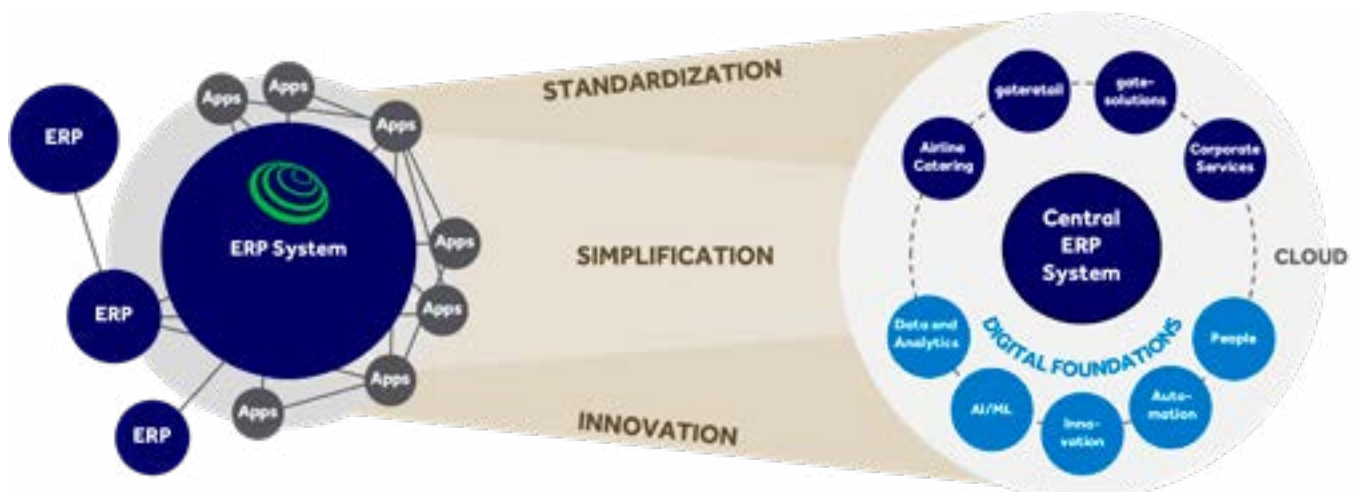 ERP
ERP
ERP
Apps
Apps
Apps
Apps
Apps
Apps
Apps
ERP System
STANDARDIZATION
SIMPLIFICATION
INNOVATION
gateretail
gate-
solutions
Airline
Catering
Corporate
Services
Central
ERP
System
CLOUD
DIGITAL FOUNDATIONS
Data and
Analytics
AI/ML
Inno-
vation
Auto-
mation
People